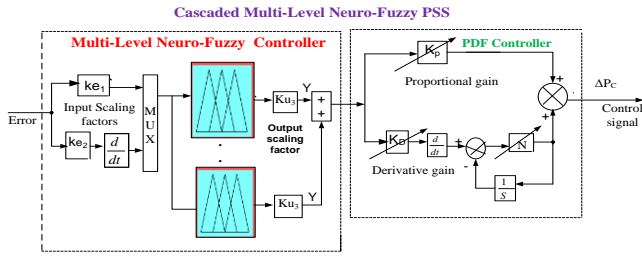 Cascaded Multi-Level Neuro-Fuzzy PSS
Multi-Level Neuro-Fuzzy Controller
PDF Controller
ke1
Input Scaling
factors
Error
ke2
d
dt
M
U
X
Ku3
Y
Output
scaling
factor
+
+
.
.
Ku3
Y
Kp
Proportional gain
+
+
ΔPC
Control
signal
KD
Derivative gain
d
dt
+
-
N
1
S